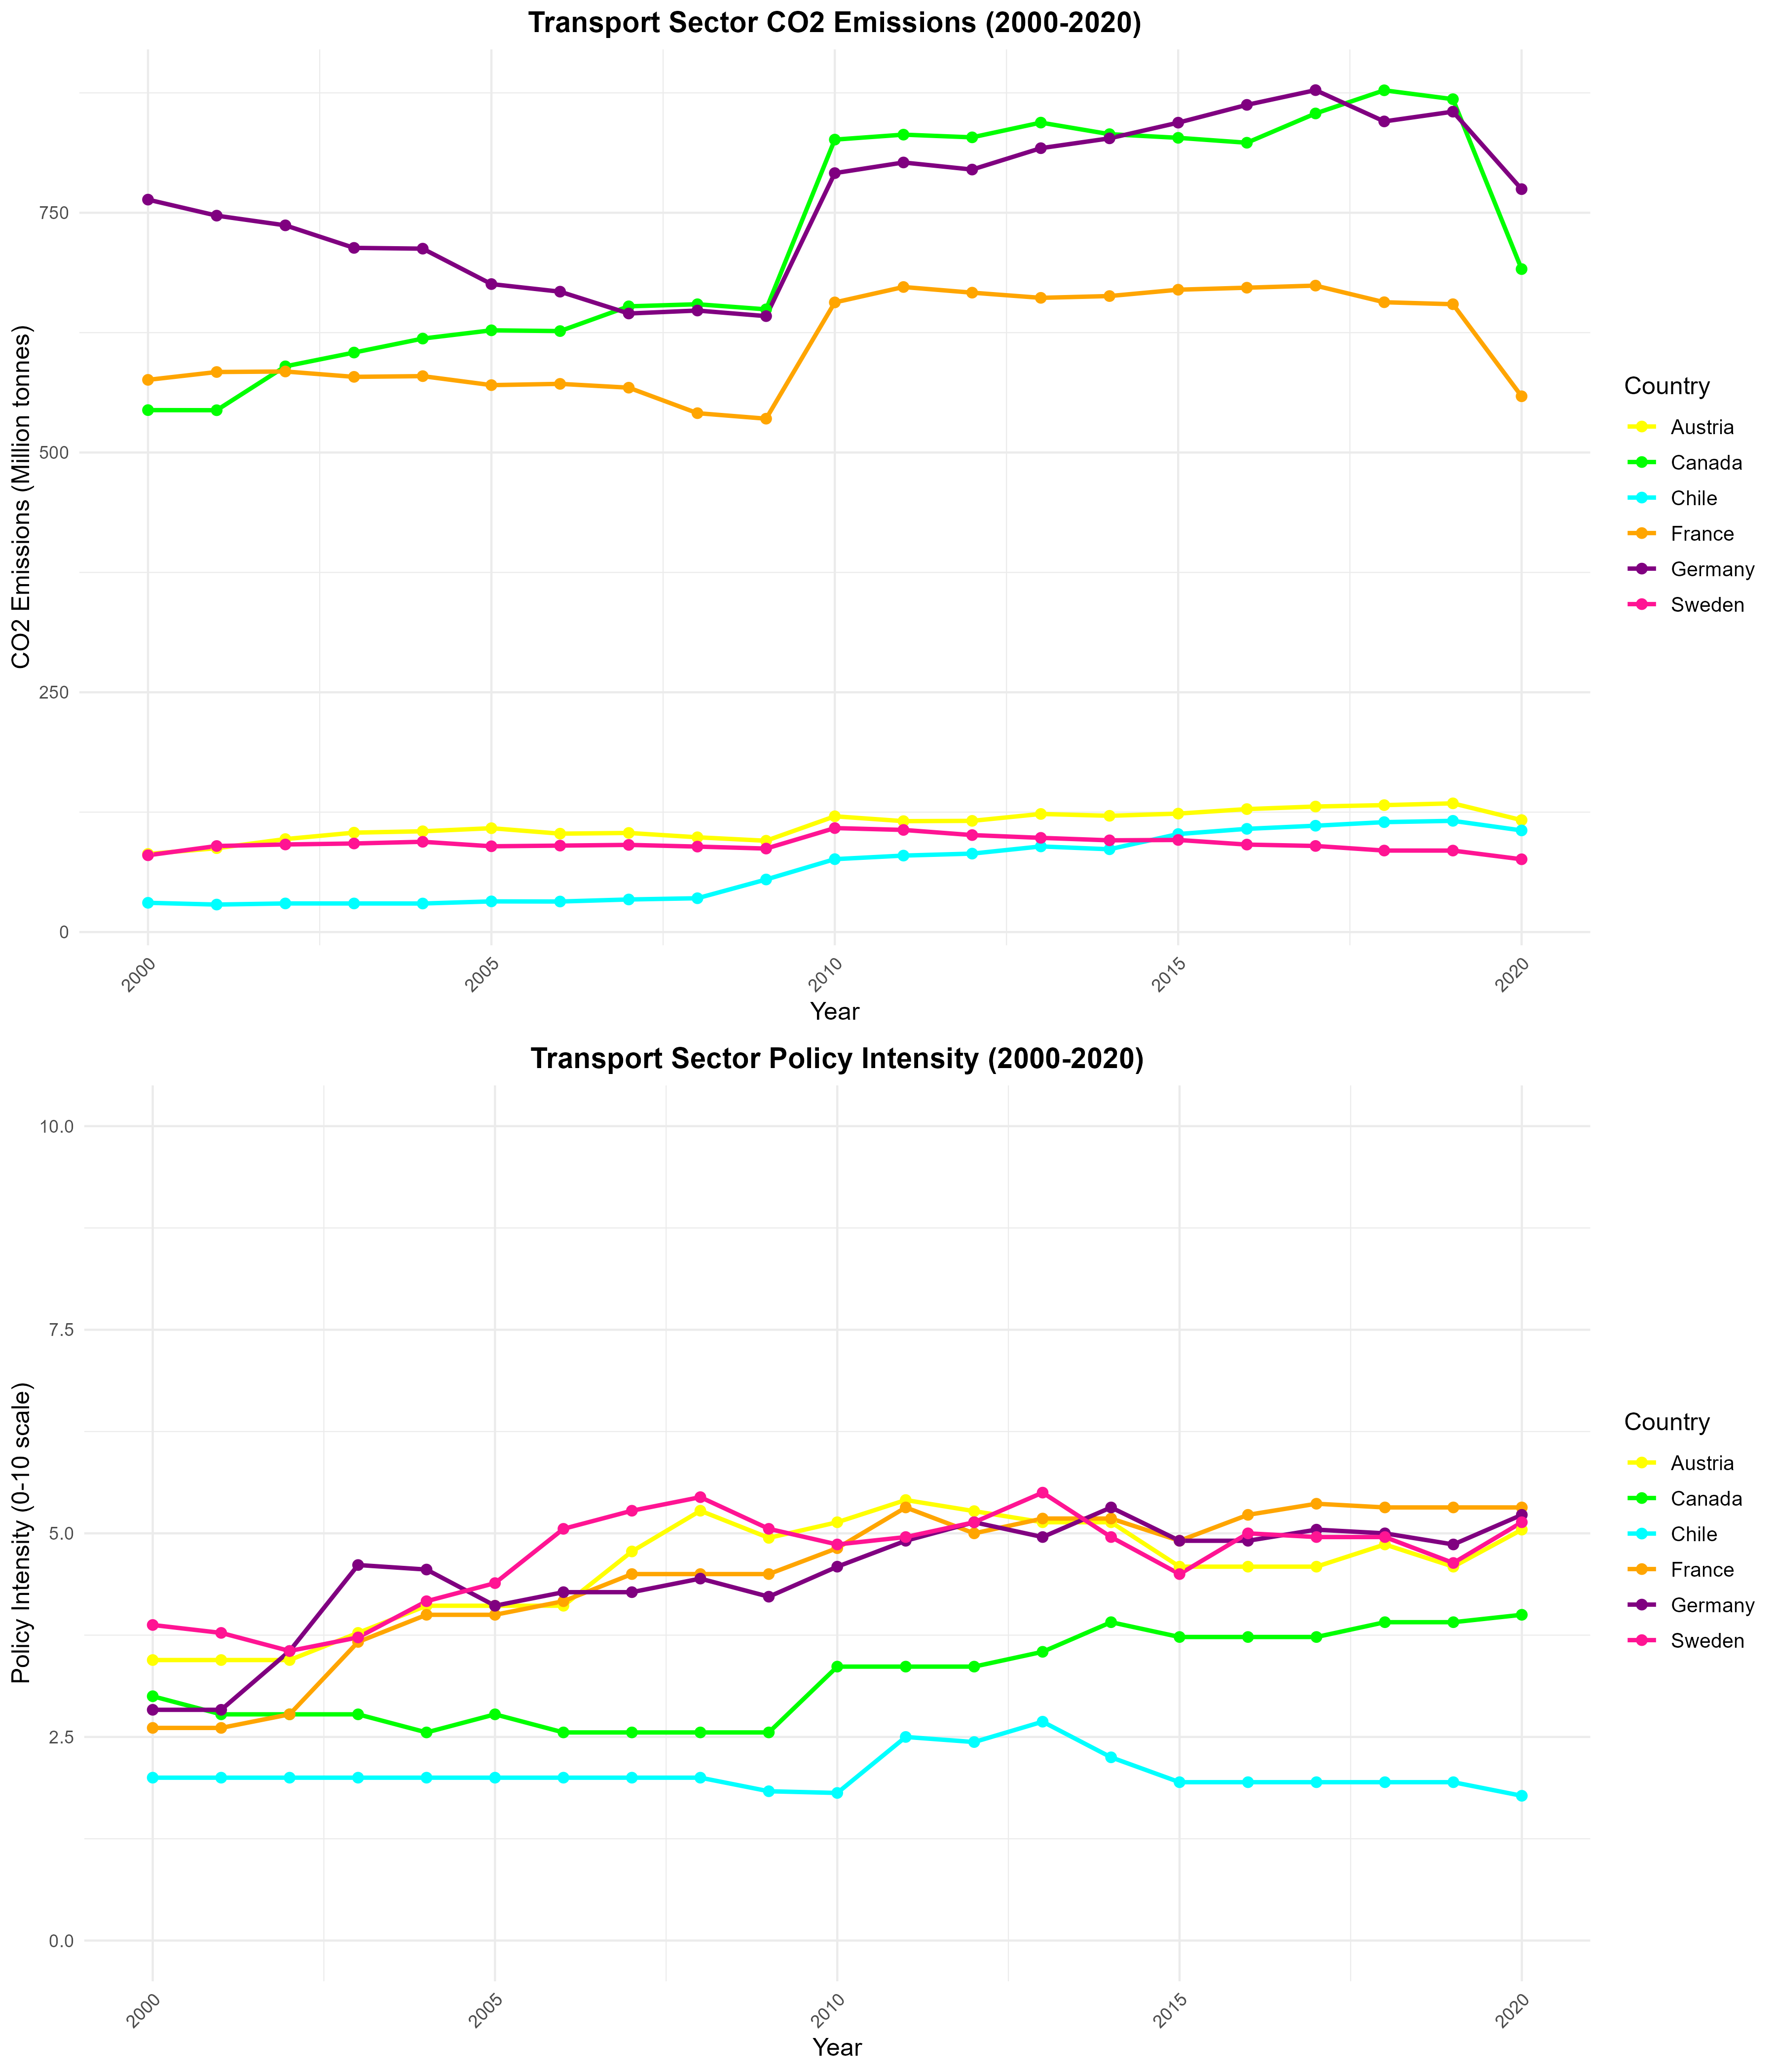 Transport Sector CO2 Emissions (2000-2020)
CO2 Emissions (Million tonnes)
750
500
250
0
2000
2005
2010
2015
2020
Year
Country
Austria
Canada
Chile
France
Germany
Sweden
Transport Sector Policy Intensity (2000-2020)
Policy Intensity (0-10 scale)
10.0
7.5
5.0
2.5
0.0
2000
2005
2010
2015
2020
Year
Country
Austria
Canada
Chile
France
Germany
Sweden